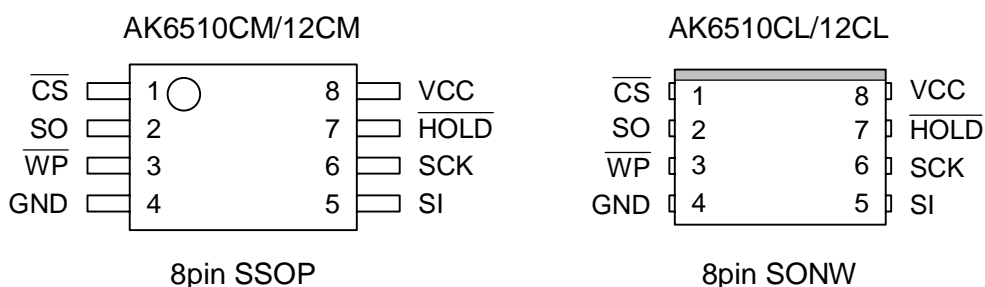 AK6510CM/12CM
CS 1 8 VCC
SO 2 7 HOLD
WP 3 6 SCK
GND 4 5 SI
8pin SSOP
AK6510CL/12CL
CS 1 8 VCC
SO 2 7 HOLD
WP 3 6 SCK
GND 4 5 SI
8pin SONW